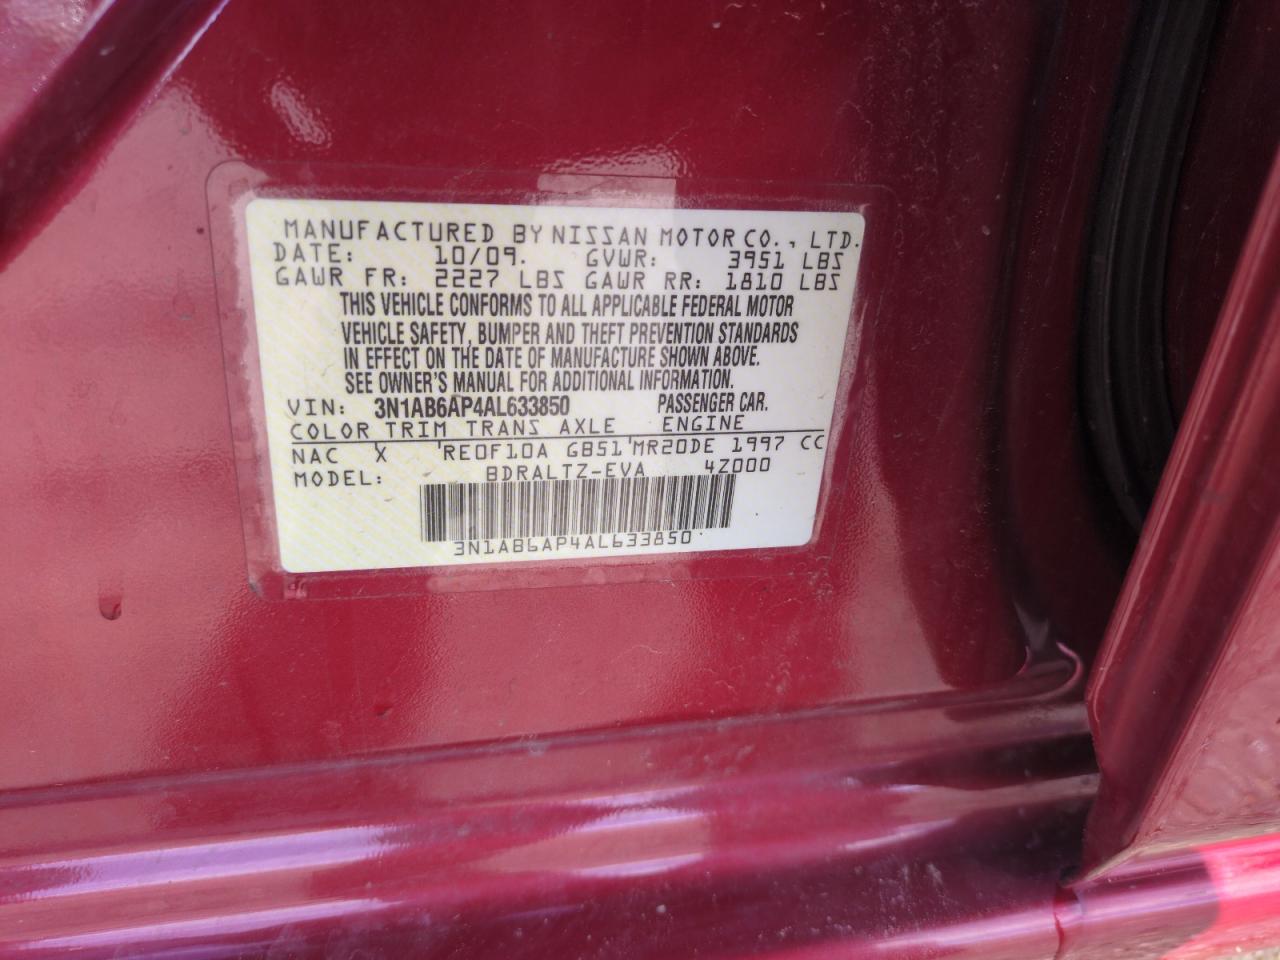 MANUFACTURED BY NISSAN MOTOR CO., LTD.
DATE: 10/09. GVWR: 3951 LBS
GAWR FR: 2227 LBS GAWR RR: 1810 LBS
THIS VEHICLE CONFORMS TO ALL APPLICABLE FEDERAL MOTOR
VEHICLE SAFETY, BUMPER AND THEFT PREVENTION STANDARDS
IN EFFECT ON THE DATE OF MANUFACTURE SHOWN ABOVE.
SEE OWNER'S MANUAL FOR ADDITIONAL INFORMATION.
VIN: 3N1AB6AP4AL633850 PASSENGER CAR.
COLOR TRIM TRANS AXLE ENGINE
NAC X RE0F10A GB51 MR20DE 1997 CC
MODEL: BDRALTZ-EVA 4Z000
3N1AB6AP4AL633850